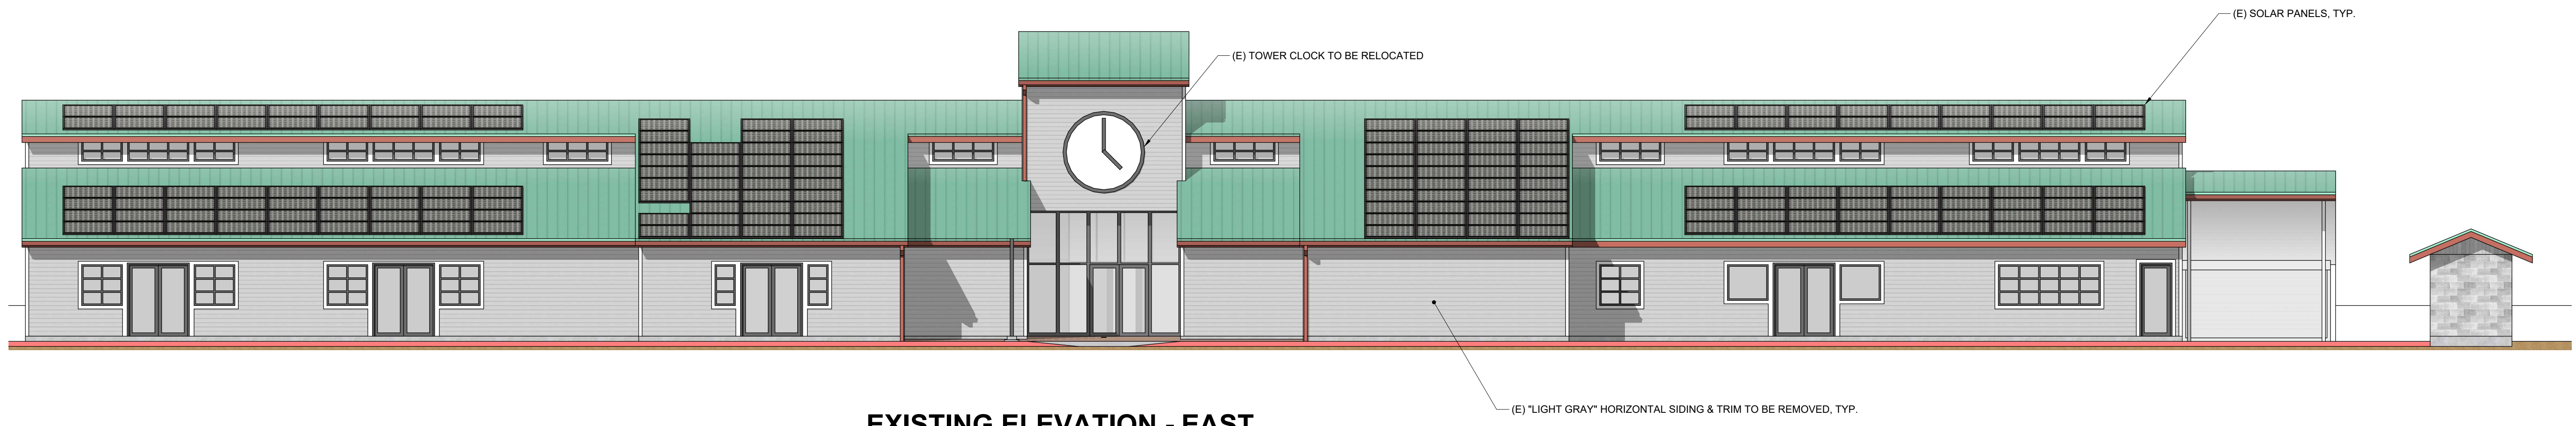 (E) SOLAR PANELS, TYP.
(E) TOWER CLOCK TO BE RELOCATED
(E) "LIGHT GRAY" HORIZONTAL SIDING & TRIM TO BE REMOVED, TYP.
EXISTING ELEVATION - EAST